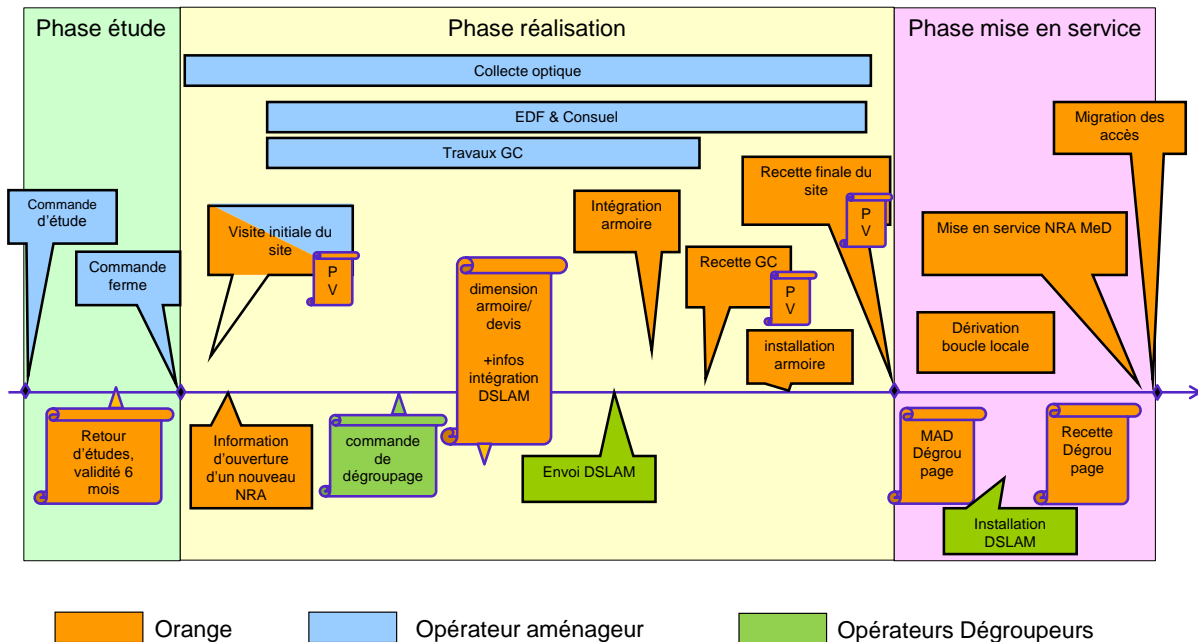 Phase étude
Phase réalisation
Phase mise en service
Collecte optique
EDF & Consuel
Travaux GC
Commande
d'étude
Commande
ferme
Visite initiale du
site
P
V
dimension
armoire/
devis
+infos
intégration
DSLAM
Intégration
armoire
Recette GC
P
V
installation
armoire
Recette finale du
site
P
V
Migration des
accès
Mise en service NRA MeD
Dérivation
boucle locale
Retour
d'études,
validité 6
mois
Information
d'ouverture
d'un nouveau
NRA
commande
de
dégroupage
Envoi DSLAM
MAD
Dégrou
page
Recette
Dégrou
page
Installation
DSLAM
Orange
Opérateur aménageur
Opérateurs Dégroupeurs